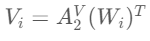 V_i = A_2^V(W_i)^T